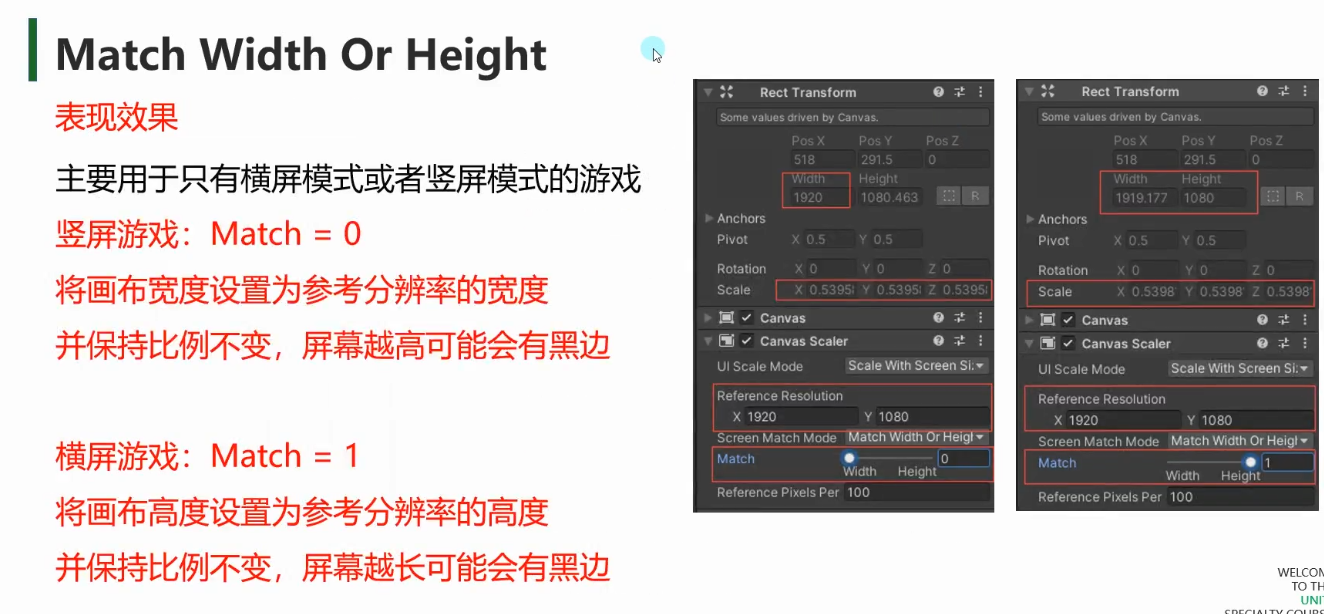 Match Width Or Height
表现效果
主要用于只有横屏模式或者竖屏模式的游戏
竖屏游戏：Match = 0
将画布宽度设置为参考分辨率的宽度
并保持比例不变，屏幕越高可能会有黑边
横屏游戏：Match = 1
将画布高度设置为参考分辨率的高度
并保持比例不变，屏幕越长可能会有黑边
Rect Transform
Some values driven by Canvas.
Pos X Pos Y Pos Z
518 291.5 0
Width Height
1920 1080.463 R
Anchors
Pivot X 0.5 Y 0.5
Rotation X 0 Y 0 Z 0
Scale X 0.5395 Y 0.5395 Z 0.5395
Canvas
Canvas Scaler
UI Scale Mode Scale With Screen Si
Reference Resolution
X 1920 Y 1080
Screen Match Mode Match Width Or Heigl
Match 0
Width Height
Reference Pixels Per 100
Rect Transform
Some values driven by Canvas.
Pos X Pos Y Pos Z
518 291.5 0
Width Height
1919.177 1080 R
Anchors
Pivot X 0.5 Y 0.5
Rotation X 0 Y 0 Z 0
Scale X 0.5398 Y 0.5398 Z 0.5398
Canvas
Canvas Scaler
UI Scale Mode Scale With Screen Si
Reference Resolution
X 1920 Y 1080
Screen Match Mode Match Width Or Heigl
Match 1
Width Height
Reference Pixels Per 100
WELCOM
TO TH
UNI